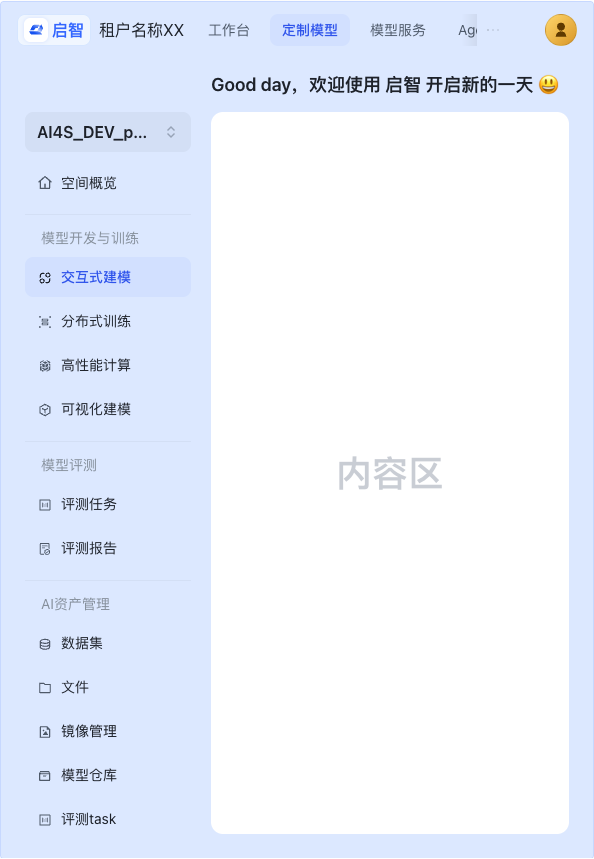 启智 租户名称XX 工作台 定制模型 模型服务 Age ...
Good day，欢迎使用 启智 开启新的一天 😃
AI4S_DEV_p...
空间概览
模型开发与训练
交互式建模
分布式训练
高性能计算
可视化建模
内容区
模型评测
评测任务
评测报告
AI资产管理
数据集
文件
镜像管理
模型仓库
评测task